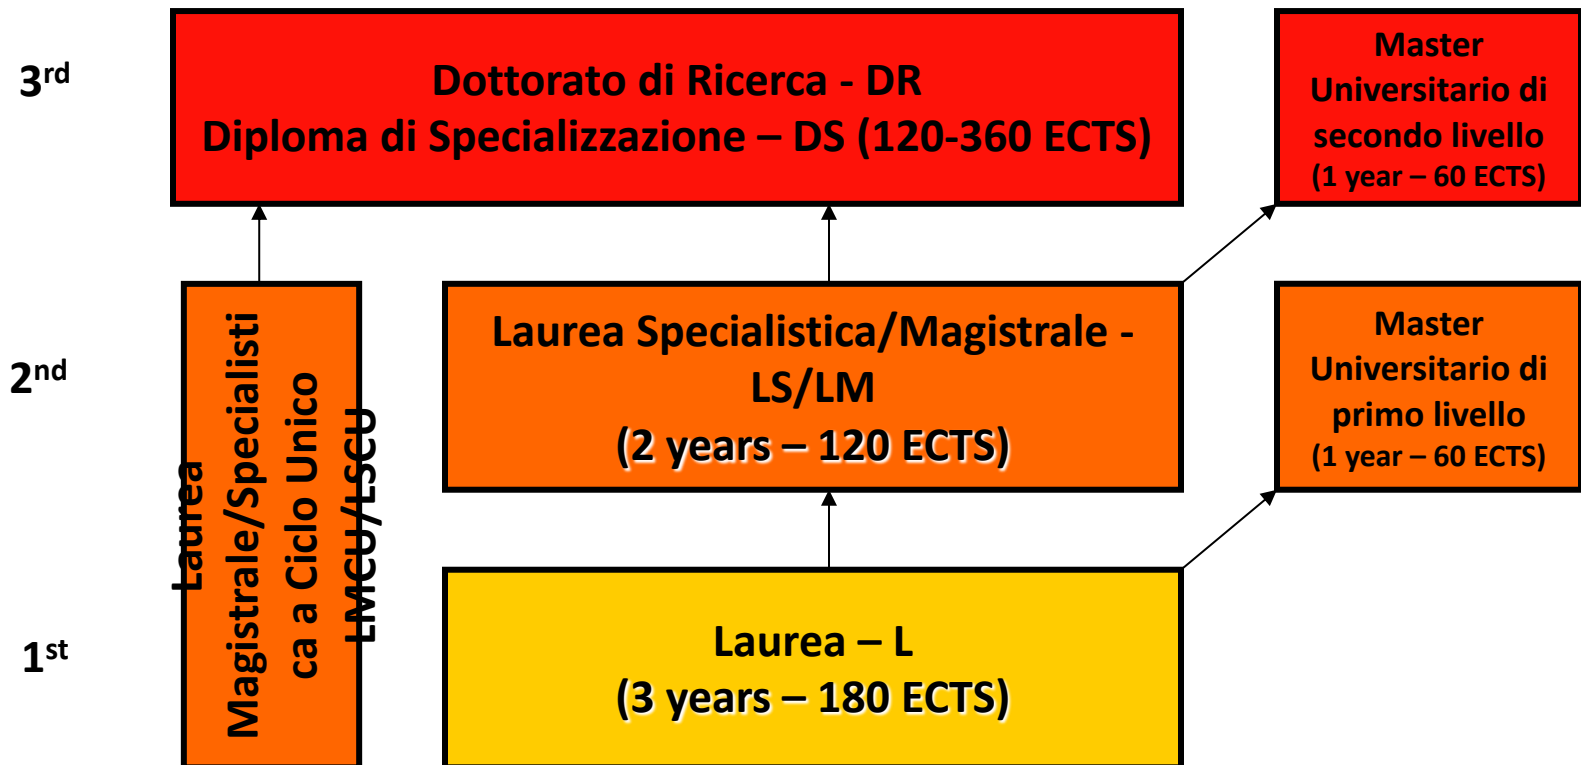 3rd
Dottorato di Ricerca - DR
Diploma di Specializzazione – DS (120-360 ECTS)
Master
Universitario di
secondo livello
(1 year – 60 ECTS)
2nd
Laurea
Magistrale/Specialisti
ca a Ciclo Unico
LMCU/LSCU
Laurea Specialistica/Magistrale -
LS/LM
(2 years – 120 ECTS)
Master
Universitario di
primo livello
(1 year – 60 ECTS)
1st
Laurea – L
(3 years – 180 ECTS)